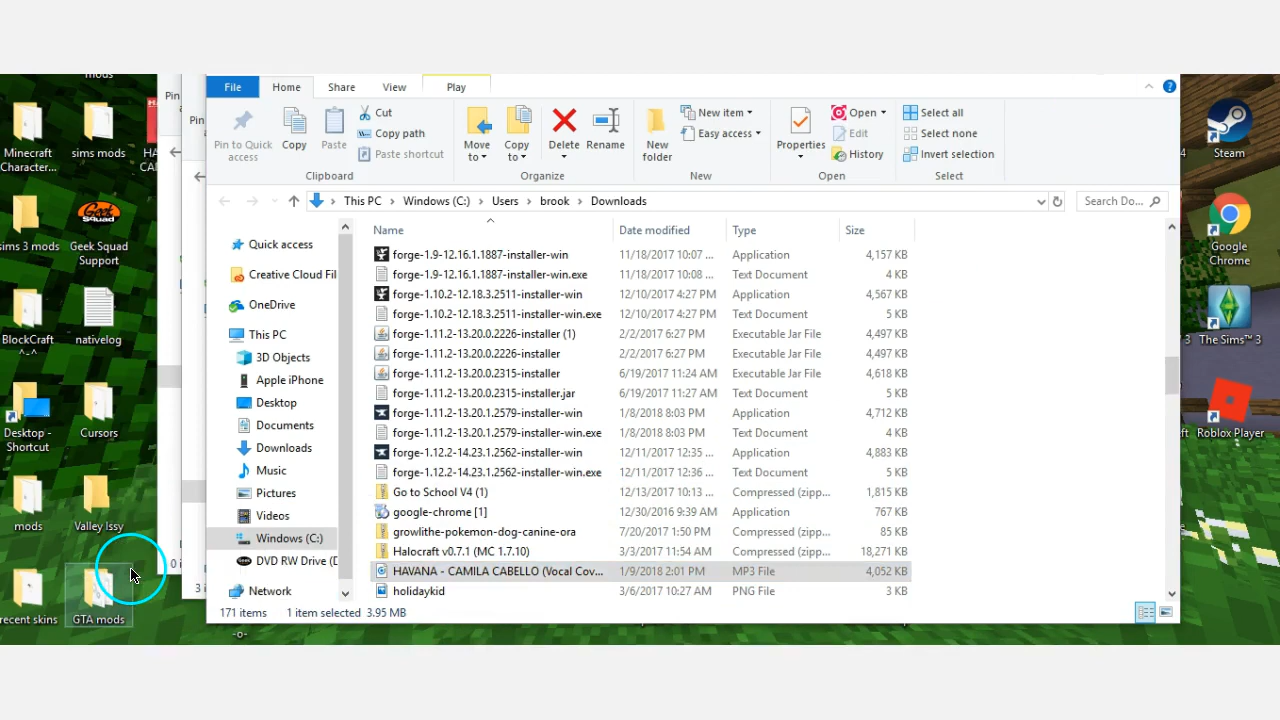 mods
Minecraft
Character...
sims mods
HA
CAM
sims 3 mods
Geek Squad
Geek Squad
Support
BlockCraft
^-^
nativelog
Desktop -
Shortcut
Cursors
mods
Valley Issy
recent skins
GTA mods
-o-
Pin
Pin
File
Home
Share
View
Play
Pin to Quick
access
Copy
Paste
Cut
Copy path
Paste shortcut
Clipboard
Move
to
Copy
to
Delete
Rename
Organize
New
folder
New item
Easy access
New
Properties
Open
Edit
History
Open
Select all
Select none
Invert selection
Select
This PC > Windows (C:) > Users > brook > Downloads
Search Do...
Quick access
Creative Cloud Fil
OneDrive
This PC
3D Objects
Apple iPhone
Desktop
Documents
Downloads
Music
Pictures
Videos
Windows (C:)
DVD RW Drive (D
Network
Name Date modified Type Size
forge-1.9-12.16.1.1887-installer-win 11/18/2017 10:07 ... Application 4,157 KB
forge-1.9-12.16.1.1887-installer-win.exe 11/18/2017 10:08 ... Text Document 4 KB
forge-1.10.2-12.18.3.2511-installer-win 12/10/2017 4:27 PM Application 4,567 KB
forge-1.10.2-12.18.3.2511-installer-win.exe 12/10/2017 4:27 PM Text Document 5 KB
forge-1.11.2-13.20.0.2226-installer (1) 2/2/2017 6:27 PM Executable Jar File 4,497 KB
forge-1.11.2-13.20.0.2226-installer 2/2/2017 6:27 PM Executable Jar File 4,497 KB
forge-1.11.2-13.20.0.2315-installer 6/19/2017 11:24 AM Executable Jar File 4,618 KB
forge-1.11.2-13.20.0.2315-installer.jar 6/19/2017 11:27 AM Text Document 5 KB
forge-1.11.2-13.20.1.2579-installer-win 1/8/2018 8:03 PM Application 4,712 KB
forge-1.11.2-13.20.1.2579-installer-win.exe 1/8/2018 8:03 PM Text Document 4 KB
forge-1.12.2-14.23.1.2562-installer-win 12/11/2017 12:35 ... Application 4,883 KB
forge-1.12.2-14.23.1.2562-installer-win.exe 12/11/2017 12:36 ... Text Document 5 KB
Go to School V4 (1) 12/13/2017 10:13 ... Compressed (zipp... 1,815 KB
google-chrome [1] 12/30/2016 9:39 AM Application 767 KB
growlithe-pokemon-dog-canine-ora 7/20/2017 1:50 PM Compressed (zipp... 85 KB
Halocraft v0.7.1 (MC 1.7.10) 3/3/2017 11:54 AM Compressed (zipp... 18,271 KB
HAVANA - CAMILA CABELLO (Vocal Cov... 1/9/2018 2:01 PM MP3 File 4,052 KB
holidaykid 3/6/2017 10:27 AM PNG File 3 KB
171 items 1 item selected 3.95 MB
Steam
Google
Chrome
The Sims™ 3
Roblox Player